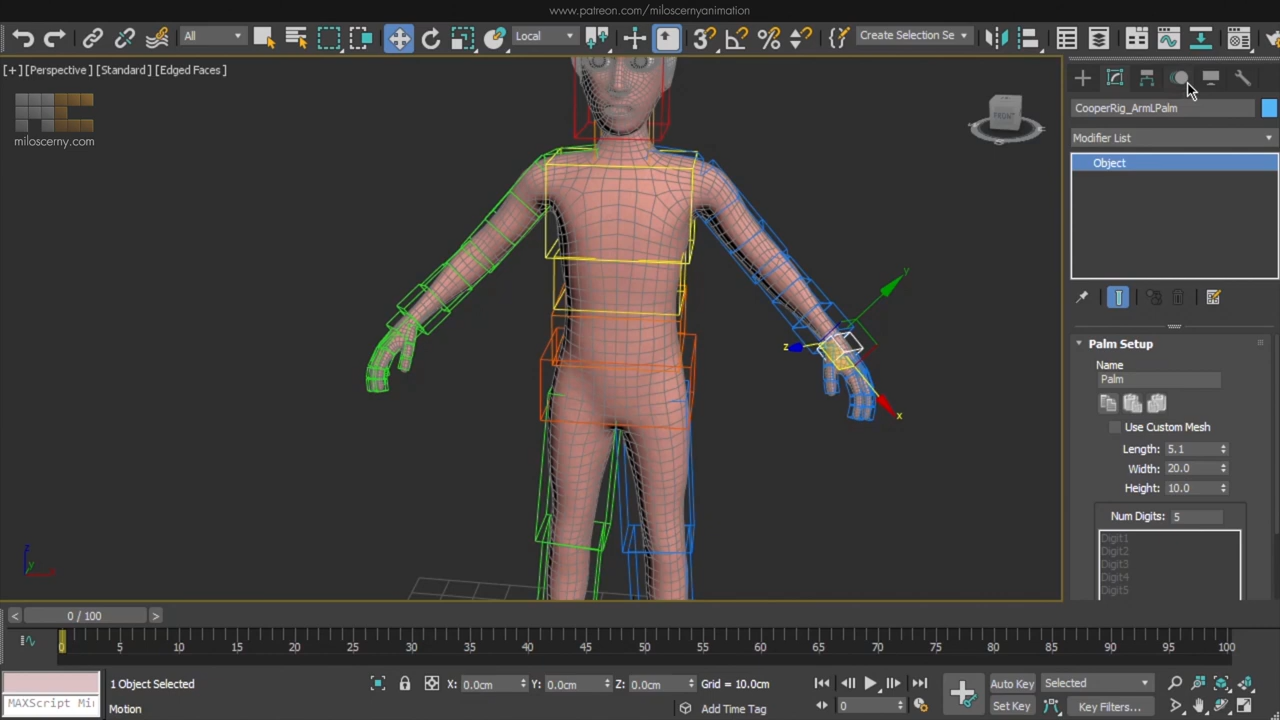 www.patreon.com/miloscernyanimation
All
Local
Create Selection Se
[+] [Perspective] [Standard] [Edged Faces]
miloscerny.com
FRONT
CooperRig_ArmLPalm
Modifier List
Object
y
z
x
Palm Setup
Name
Palm
Use Custom Mesh
Length: 5.1
Width: 20.0
Height: 10.0
Num Digits: 5
Digit1
Digit2
Digit3
Digit4
Digit5
z
y
0 / 100
0 5 10 15 20 25 30 35 40 45 50 55 60 65 70 75 80 85 90 95 100
1 Object Selected
X: 0.0cm Y: 0.0cm Z: 0.0cm Grid = 10.0cm
Auto Key Selected
MAXScript Mi
Motion
Add Time Tag
0
Set Key
Key Filters...